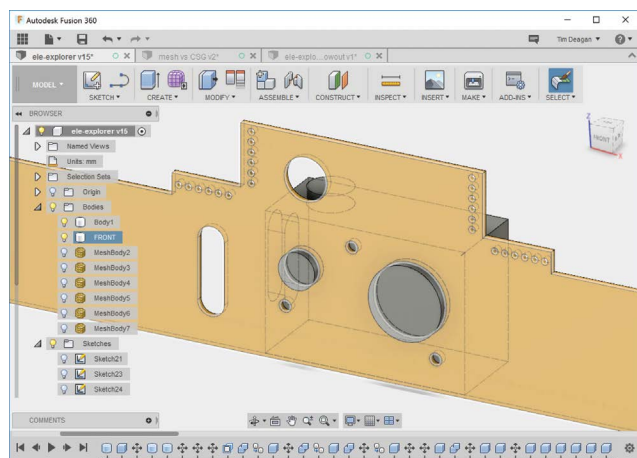 Autodesk Fusion 360
Tim Deagan
ele-explorer v15*
mesh vs CSG v2*
ele-explo...owout v1*
MODEL
SKETCH
CREATE
MODIFY
ASSEMBLE
CONSTRUCT
INSPECT
INSERT
MAKE
ADD-INS
SELECT
BROWSER
ele-explorer v15
Named Views
Units: mm
Selection Sets
Origin
Bodies
Body1
FRONT
MeshBody2
MeshBody3
MeshBody4
MeshBody5
MeshBody6
MeshBody7
Sketches
Sketch21
Sketch23
Sketch24
Z
FRONT
X
COMMENTS